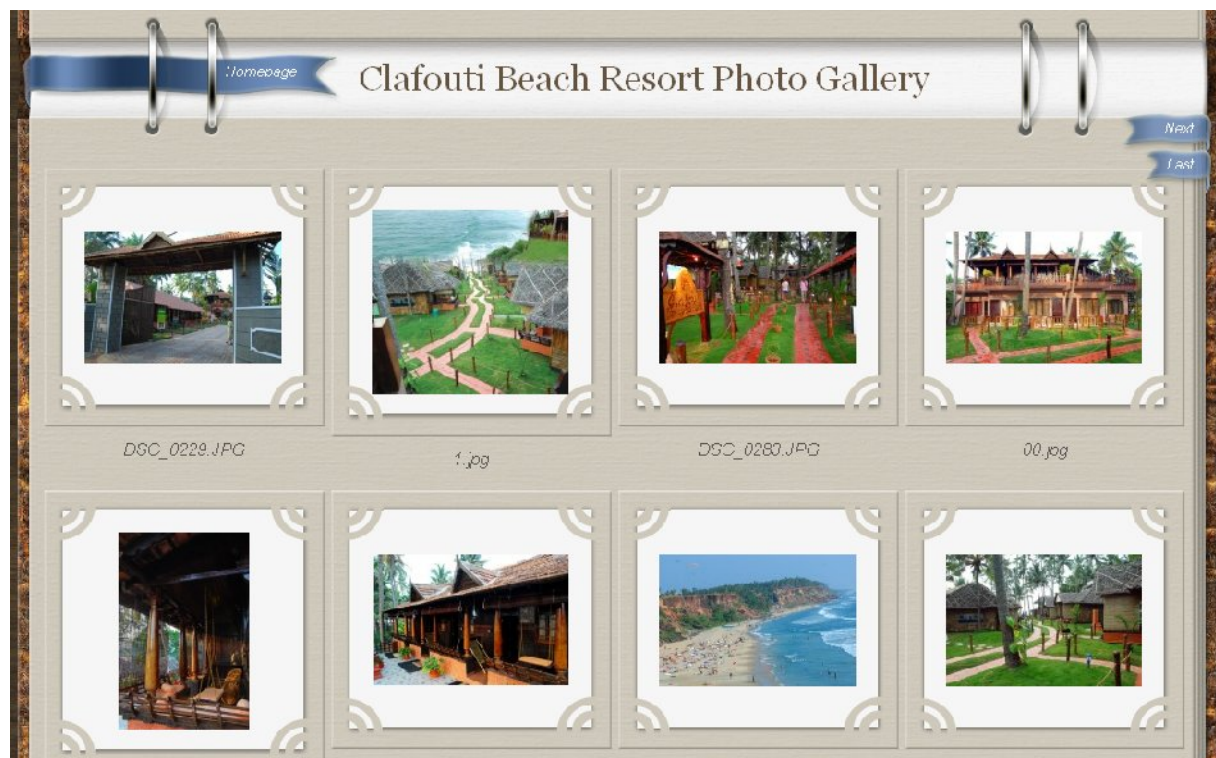 Homepage
Clafouti Beach Resort Photo Gallery
Next
Last
DSC_0229.JPG
1.jpg
DSC_0283.JPG
00.jpg